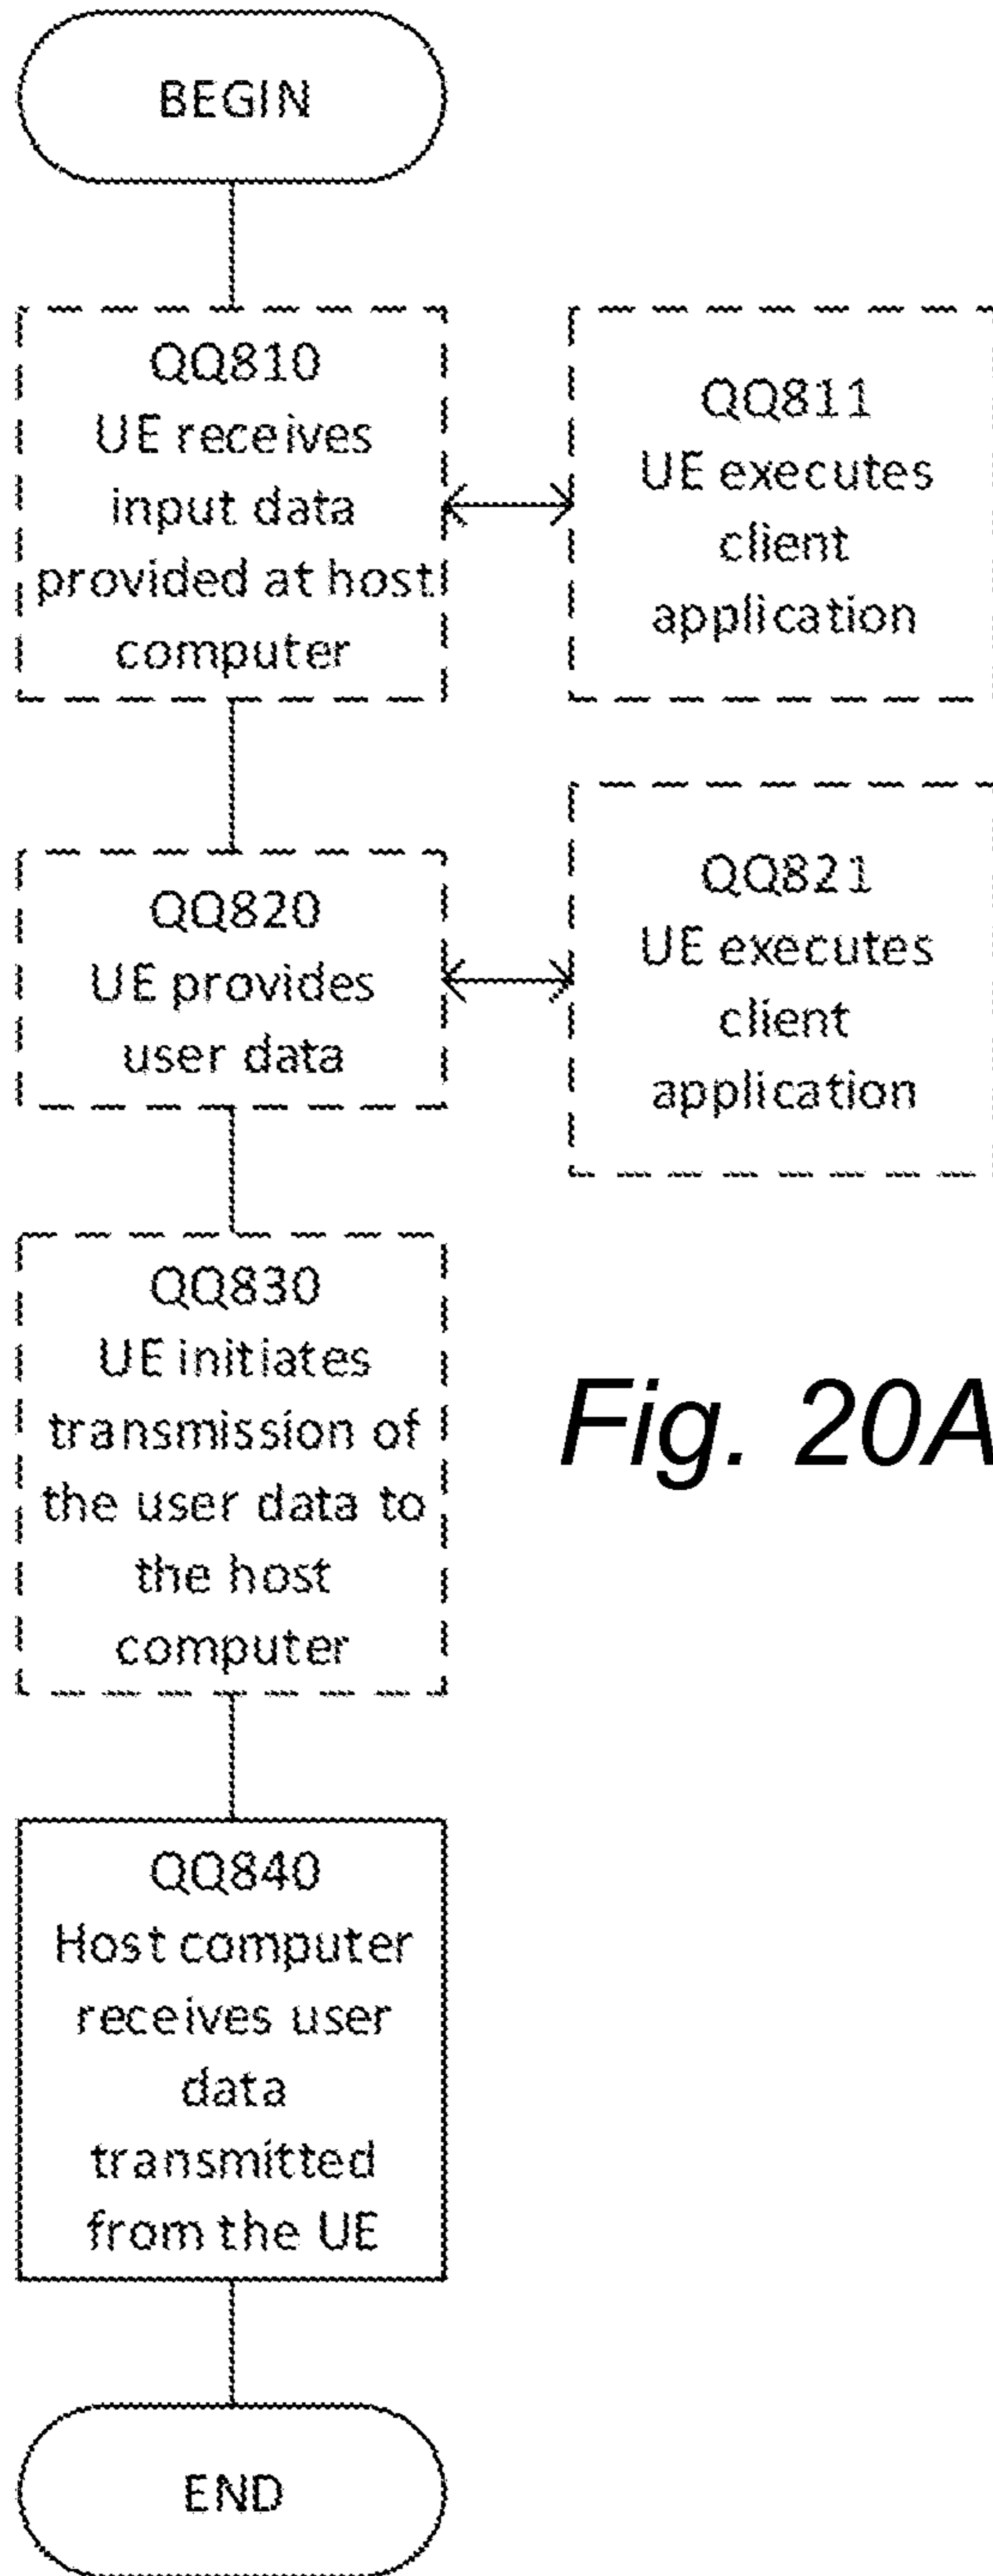 BEGIN
QQ810
UE receives
input data
provided at host
computer
QQ811
UE executes
client
application
QQ820
UE provides
user data
QQ821
UE executes
client
application
QQ830
UE initiates
transmission of
the user data to
the host
computer
Fig. 20A
QQ840
Host computer
receives user
data
transmitted
from the UE
END